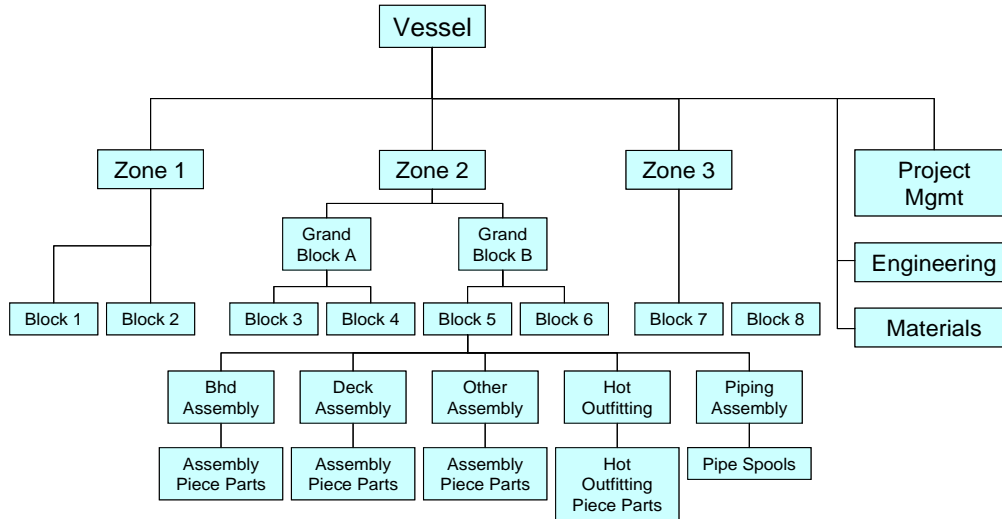 Vessel
Zone 1
Zone 2
Zone 3
Project
Mgmt
Grand
Block A
Grand
Block B
Engineering
Block 1
Block 2
Block 3
Block 4
Block 5
Block 6
Block 7
Block 8
Materials
Bhd
Assembly
Deck
Assembly
Other
Assembly
Hot
Outfitting
Piping
Assembly
Assembly
Piece Parts
Assembly
Piece Parts
Assembly
Piece Parts
Hot
Outfitting
Piece Parts
Pipe Spools